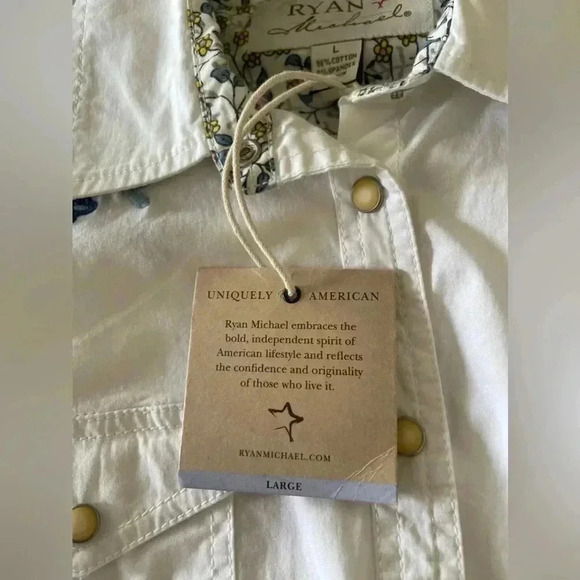 RYAN
Michael®
L
UNIQUELY AMERICAN
Ryan Michael embraces the
bold, independent spirit of
American lifestyle and reflects
the confidence and originality
of those who live it.
RYANMICHAEL.COM
LARGE